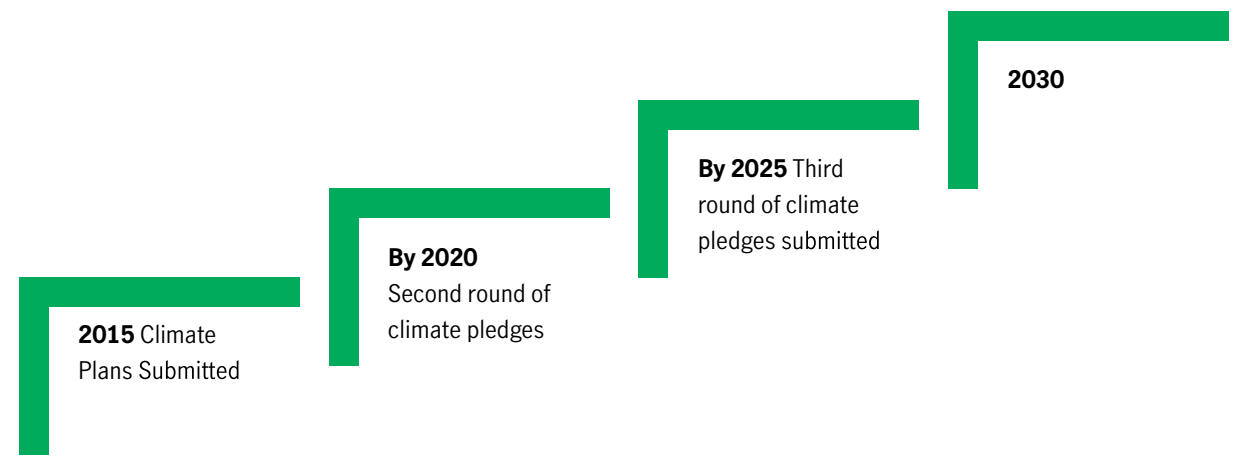 2015 Climate
Plans Submitted
By 2020
Second round of
climate pledges
By 2025 Third
round of climate
pledges submitted
2030